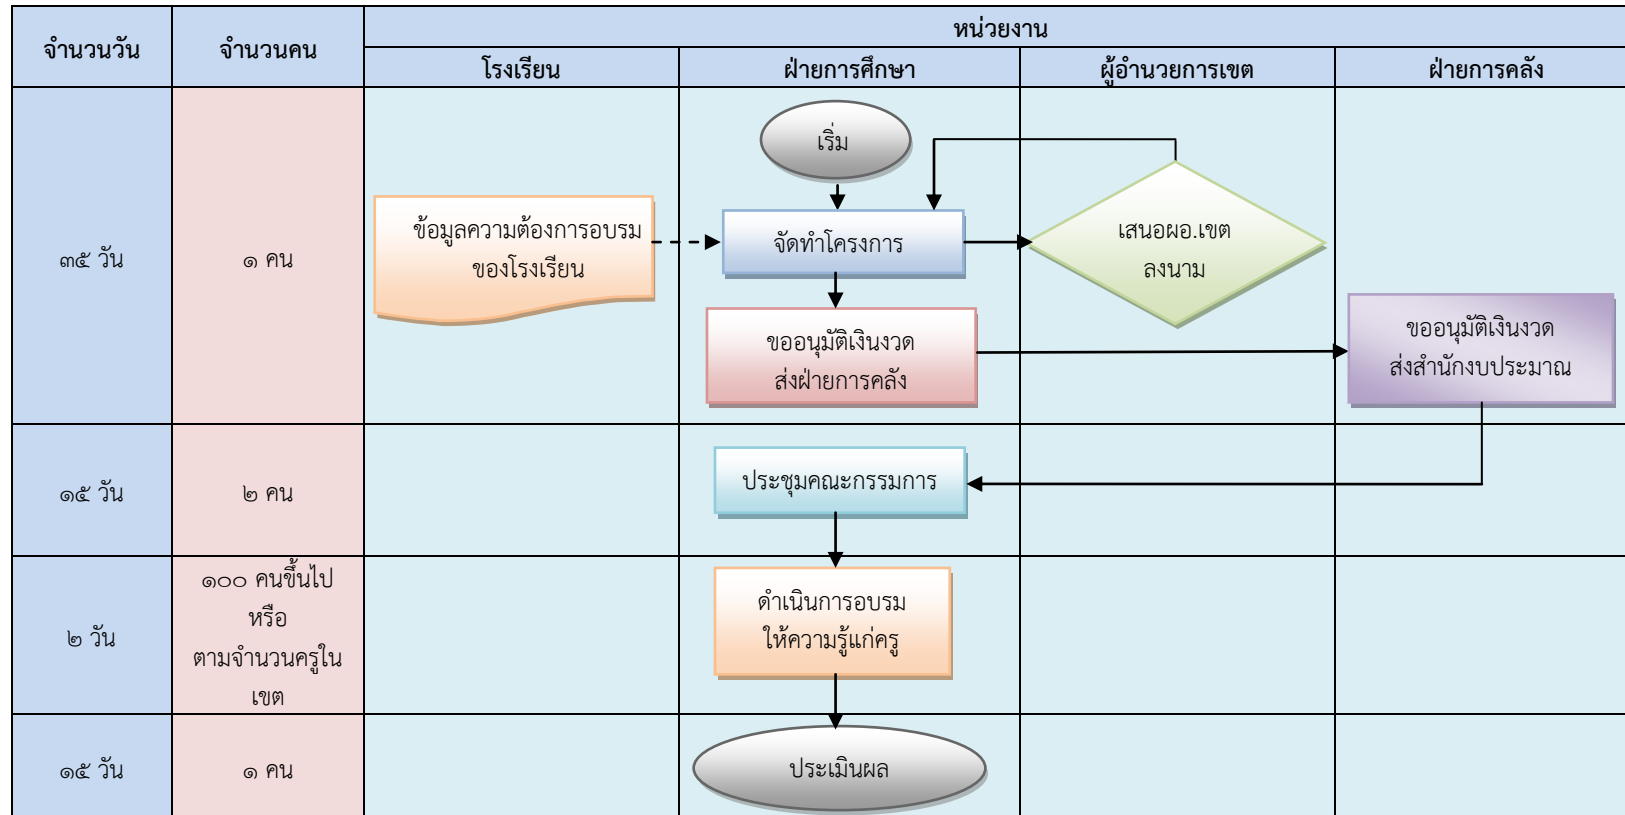 จำนวนวัน
จำนวนคน
หน่วยงาน
โรงเรียน
ฝ่ายการศึกษา
ผู้อำนวยการเขต
ฝ่ายการคลัง
๓๕ วัน
๑ คน
เริ่ม
ข้อมูลความต้องการอบรม
ของโรงเรียน
จัดทำโครงการ
เสนอผอ.เขต
ลงนาม
ขออนุมัติเงินงวด
ส่งฝ่ายการคลัง
ขออนุมัติเงินงวด
ส่งสำนักงบประมาณ
๑๕ วัน
๒ คน
ประชุมคณะกรรมการ
๒ วัน
๑๐๐ คนขึ้นไป
หรือ
ตามจำนวนครูใน
เขต
ดำเนินการอบรม
ให้ความรู้แก่ครู
๑๕ วัน
๑ คน
ประเมินผล